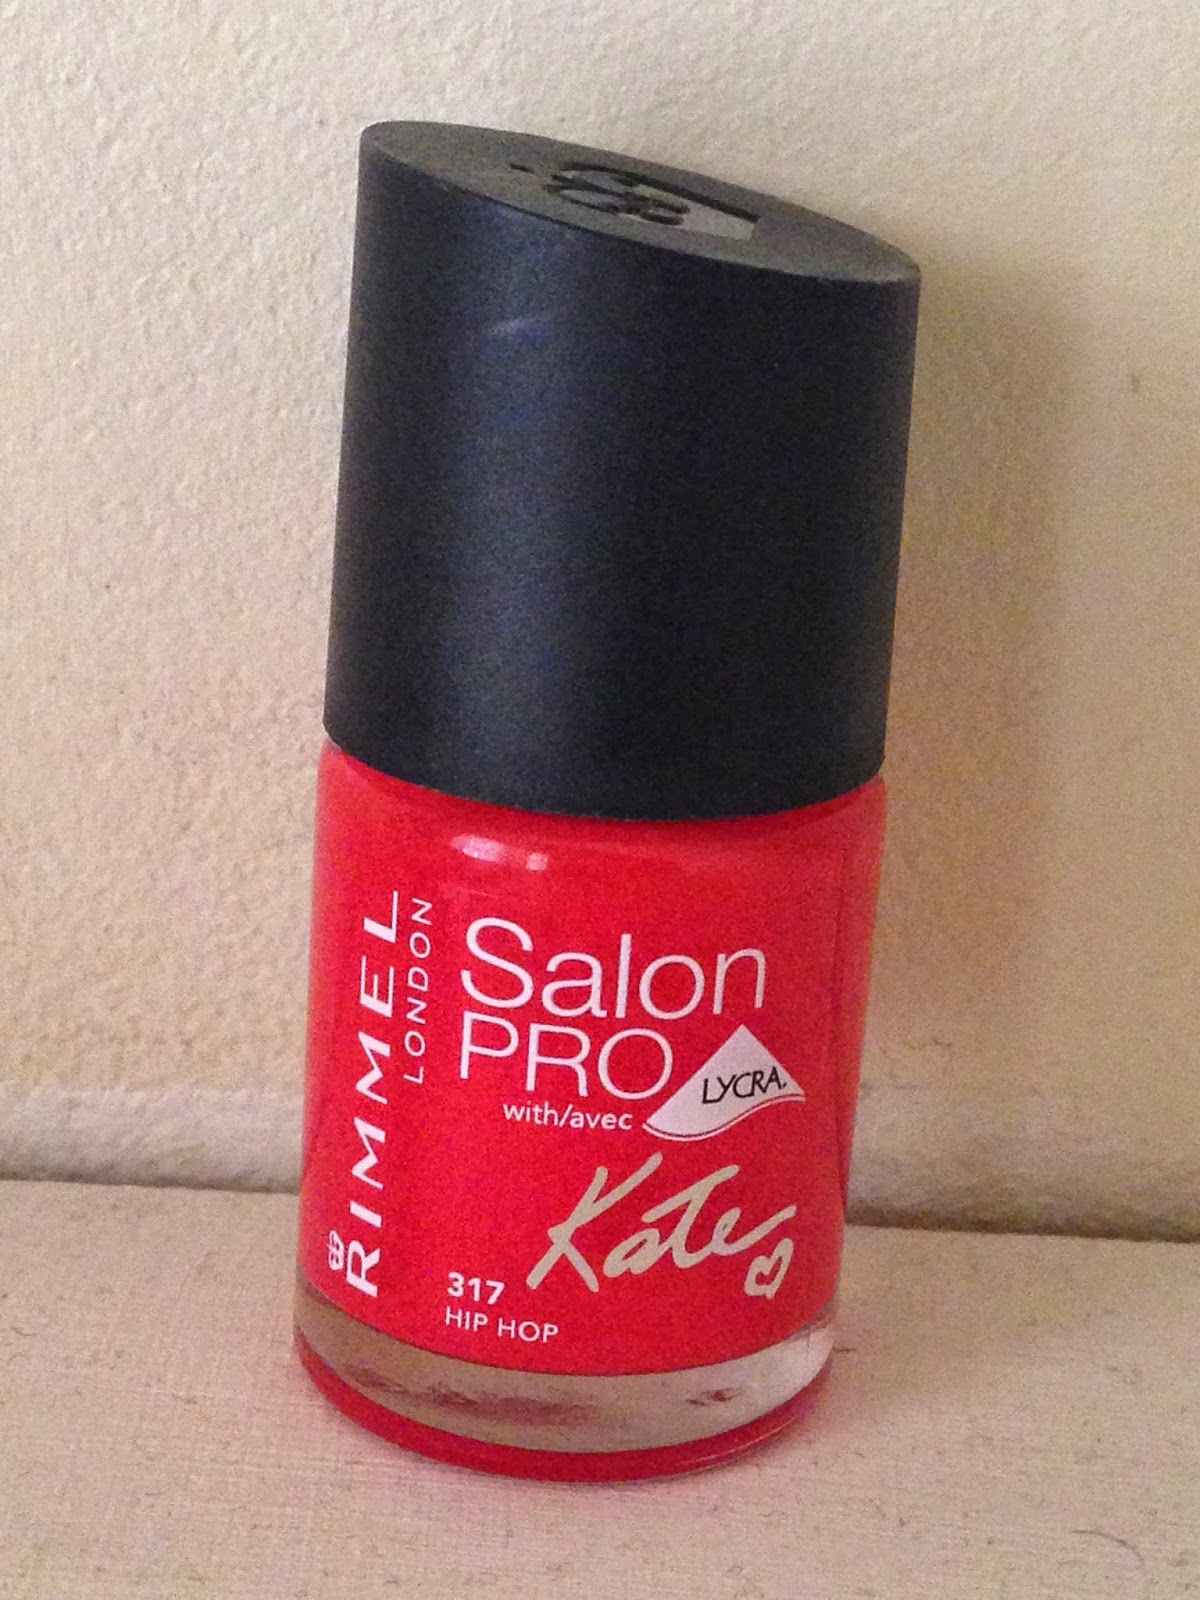 RIMMEL
LONDON
Salon
PRO
with/avec LYCRA.
Kate
317
HIP HOP